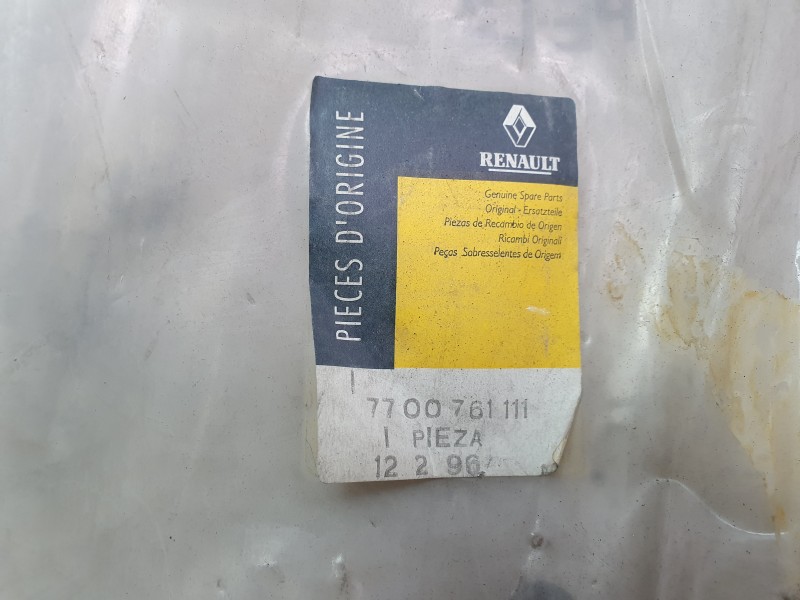 PIECES D'ORIGINE
RENAULT
Genuine Spare Parts
Original - Ersatzteile
Piezas de Recambio de Origen
Ricambi Originali
Peças Sobresselentes de Origem
7700 761 111
1 PIEZA
12 2 96